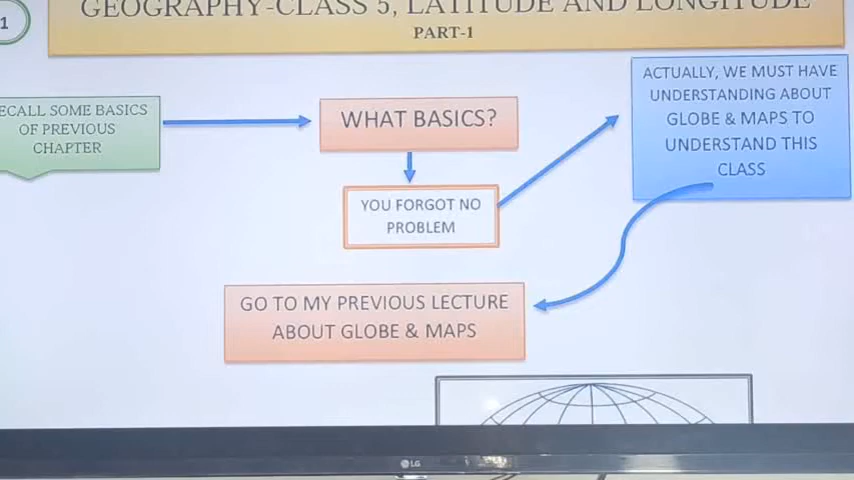 1
GEOGRAPHY-CLASS 5, LATITUDE AND LONGITUDE
PART-1
ECALL SOME BASICS
OF PREVIOUS
CHAPTER
WHAT BASICS?
YOU FORGOT NO
PROBLEM
ACTUALLY, WE MUST HAVE
UNDERSTANDING ABOUT
GLOBE & MAPS TO
UNDERSTAND THIS
CLASS
GO TO MY PREVIOUS LECTURE
ABOUT GLOBE & MAPS
LG